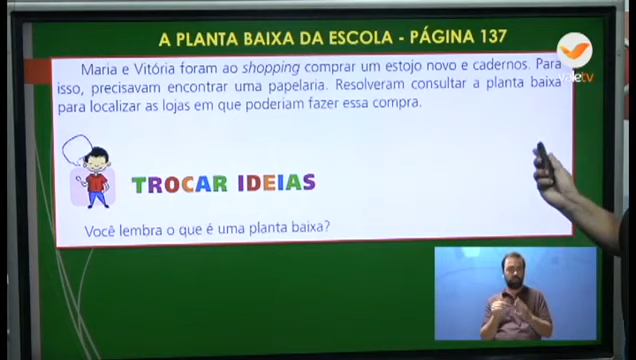 A PLANTA BAIXA DA ESCOLA - PÁGINA 137
Maria e Vitória foram ao shopping comprar um estojo novo e cadernos. Para
isso, precisavam encontrar uma papelaria. Resolveram consultar a planta baixa
para localizar as lojas em que poderiam fazer essa compra.
TROCAR IDEIAS
Você lembra o que é uma planta baixa?